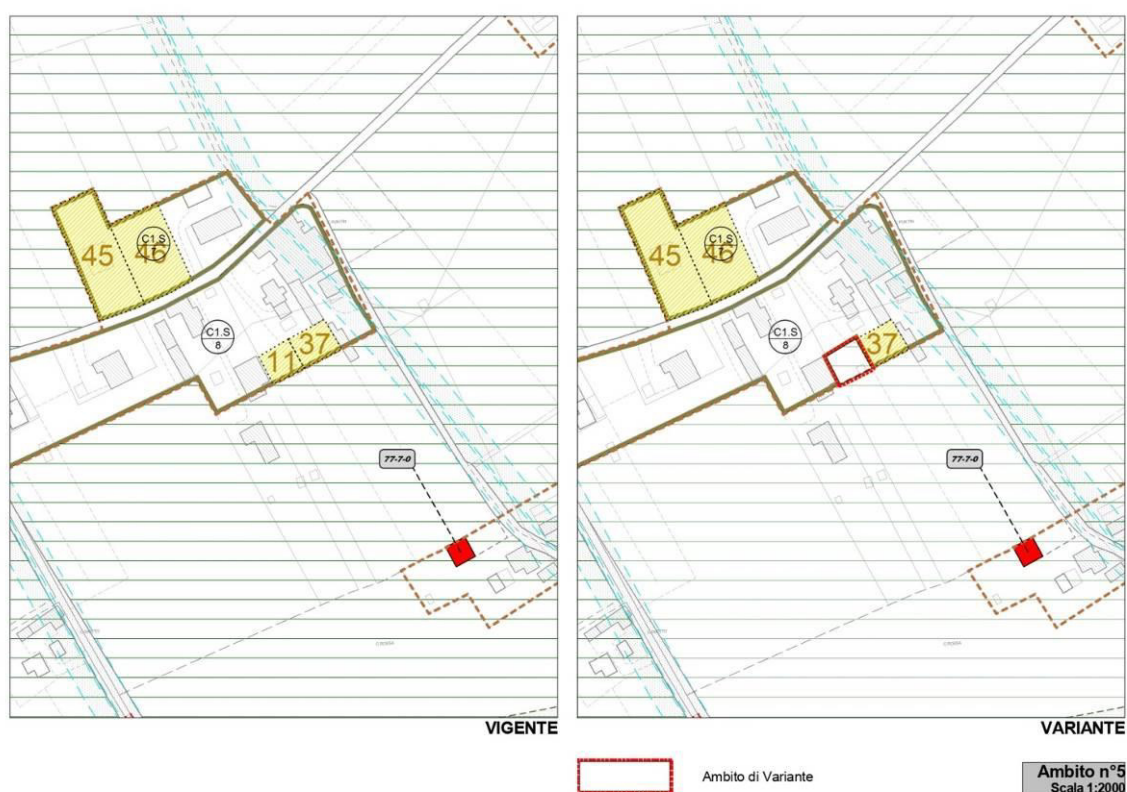 45
46
C1.S
C1.S
8
11
37
77-7-0
VIGENTE
45
46
C1.S
C1.S
8
37
77-7-0
VARIANTE
Ambito di Variante
Ambito n°5
Scala 1:2000